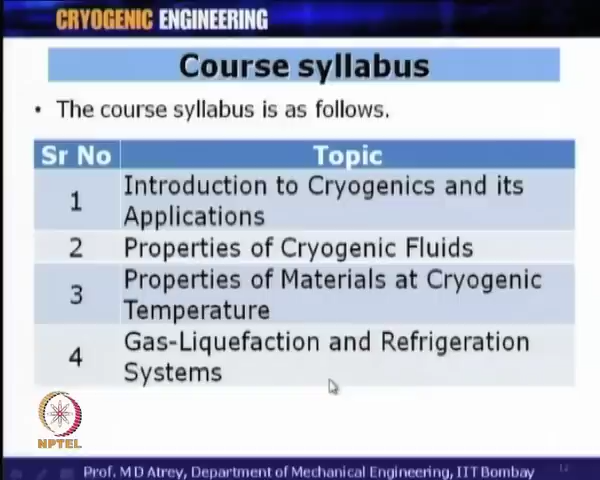 CRYOGENIC ENGINEERING
Course syllabus
• The course syllabus is as follows.
Sr No Topic
1 Introduction to Cryogenics and its
Applications
2 Properties of Cryogenic Fluids
3 Properties of Materials at Cryogenic
Temperature
4 Gas-Liquefaction and Refrigeration
Systems
NPTEL
Prof. M D Atrey, Department of Mechanical Engineering, IIT Bombay